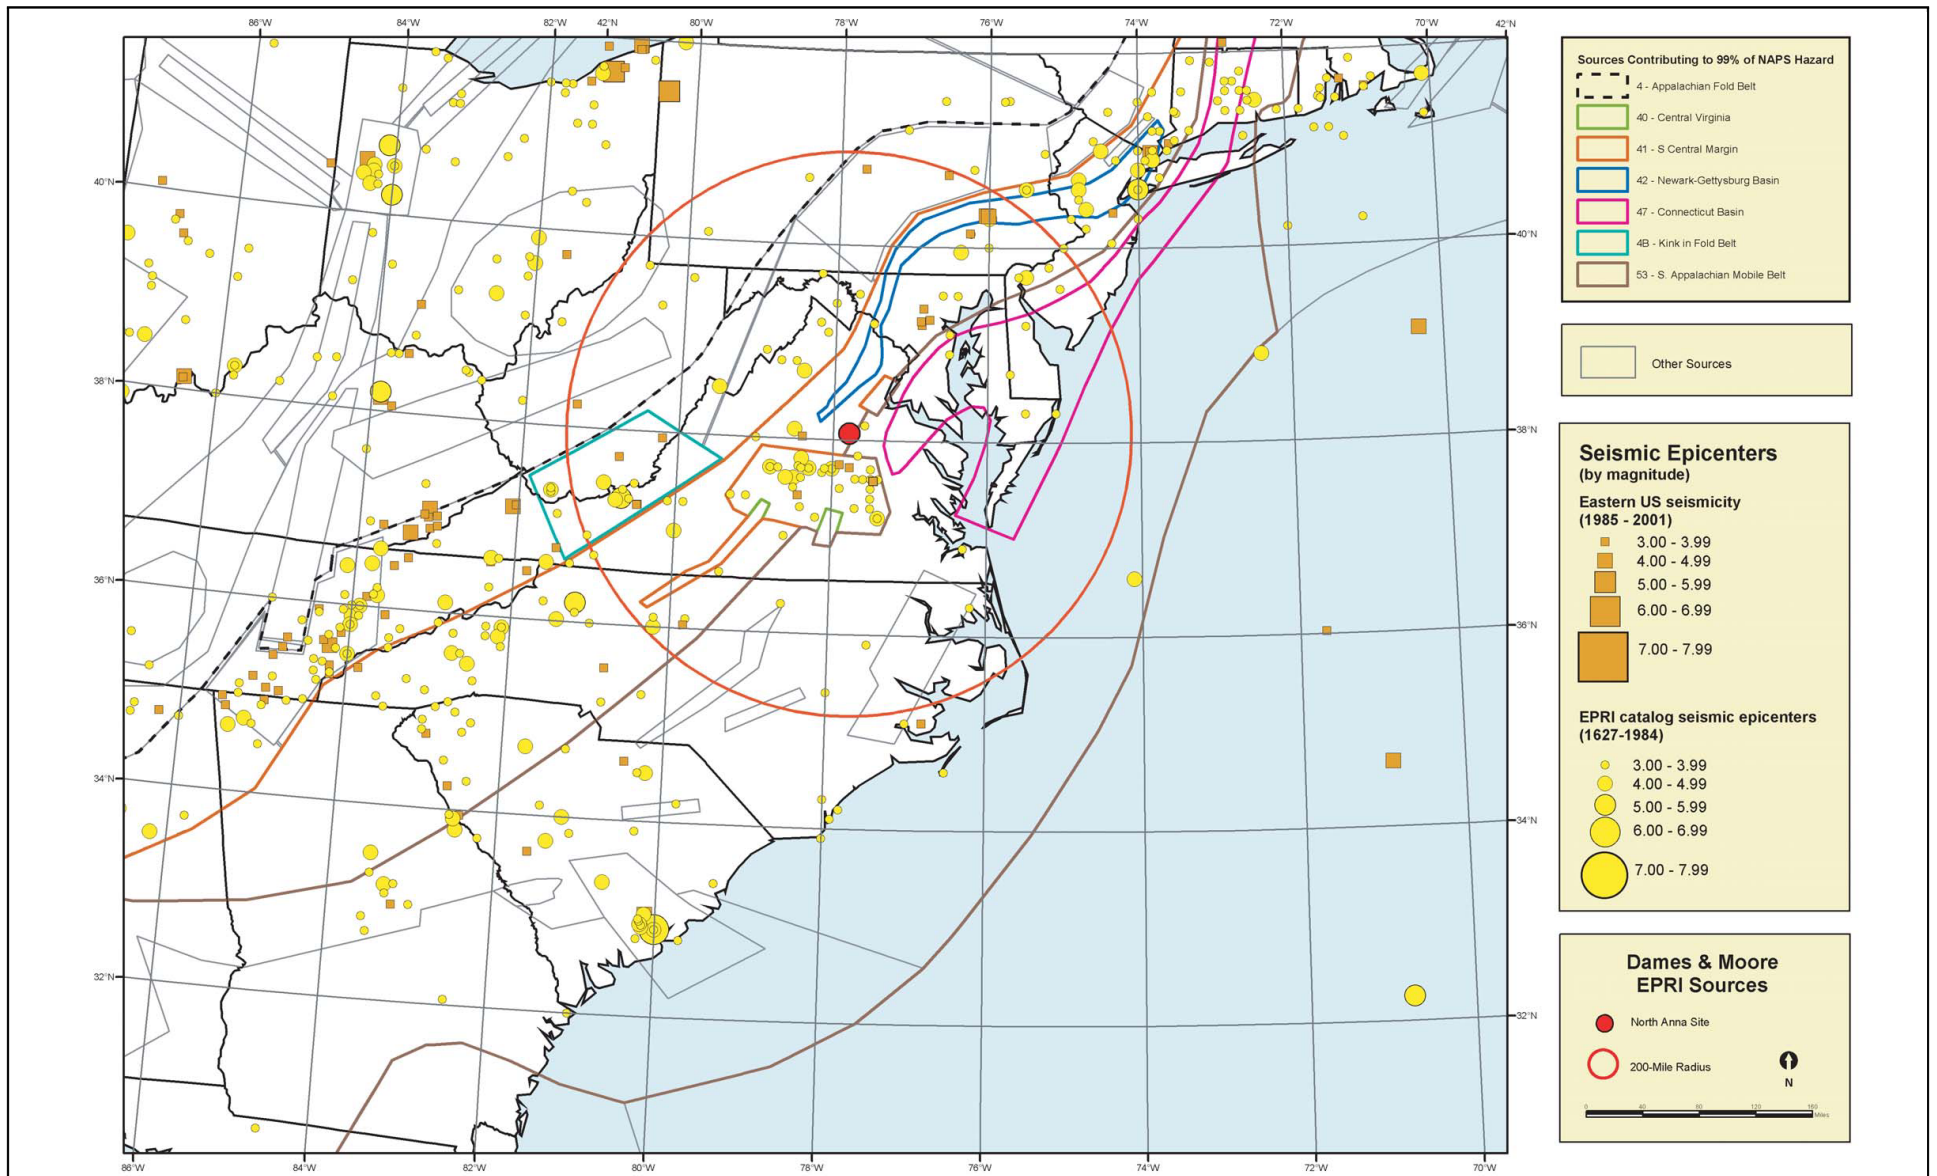 86°W 84°W 82°W 42°N 80°W 78°W 76°W 74°W 72°W 70°W 42°N
40°N
40°N
38°N
38°N
36°N
36°N
34°N
34°N
32°N
32°N
86°W 84°W 82°W 80°W 78°W 76°W 74°W 72°W 70°W
Sources Contributing to 99% of NAPS Hazard
4 - Appalachian Fold Belt
40 - Central Virginia
41 - S Central Margin
42 - Newark-Gettysburg Basin
47 - Connecticut Basin
4B - Kink in Fold Belt
53 - S. Appalachian Mobile Belt
Other Sources
Seismic Epicenters
(by magnitude)
Eastern US seismicity
(1985 - 2001)
3.00 - 3.99
4.00 - 4.99
5.00 - 5.99
6.00 - 6.99
7.00 - 7.99
EPRI catalog seismic epicenters
(1627-1984)
3.00 - 3.99
4.00 - 4.99
5.00 - 5.99
6.00 - 6.99
7.00 - 7.99
Dames & Moore
EPRI Sources
North Anna Site
200-Mile Radius
N
0 40 80 120 160
Miles